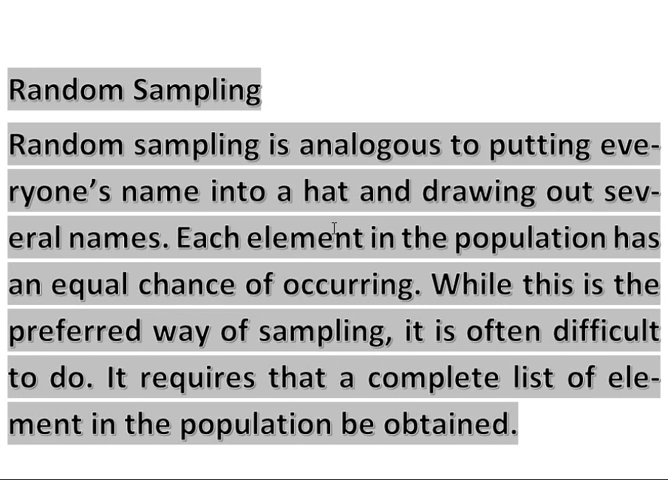 Random Sampling
Random sampling is analogous to putting eve-
ryone’s name into a hat and drawing out sev-
eral names. Each element in the population has
an equal chance of occurring. While this is the
preferred way of sampling, it is often difficult
to do. It requires that a complete list of ele-
ment in the population be obtained.